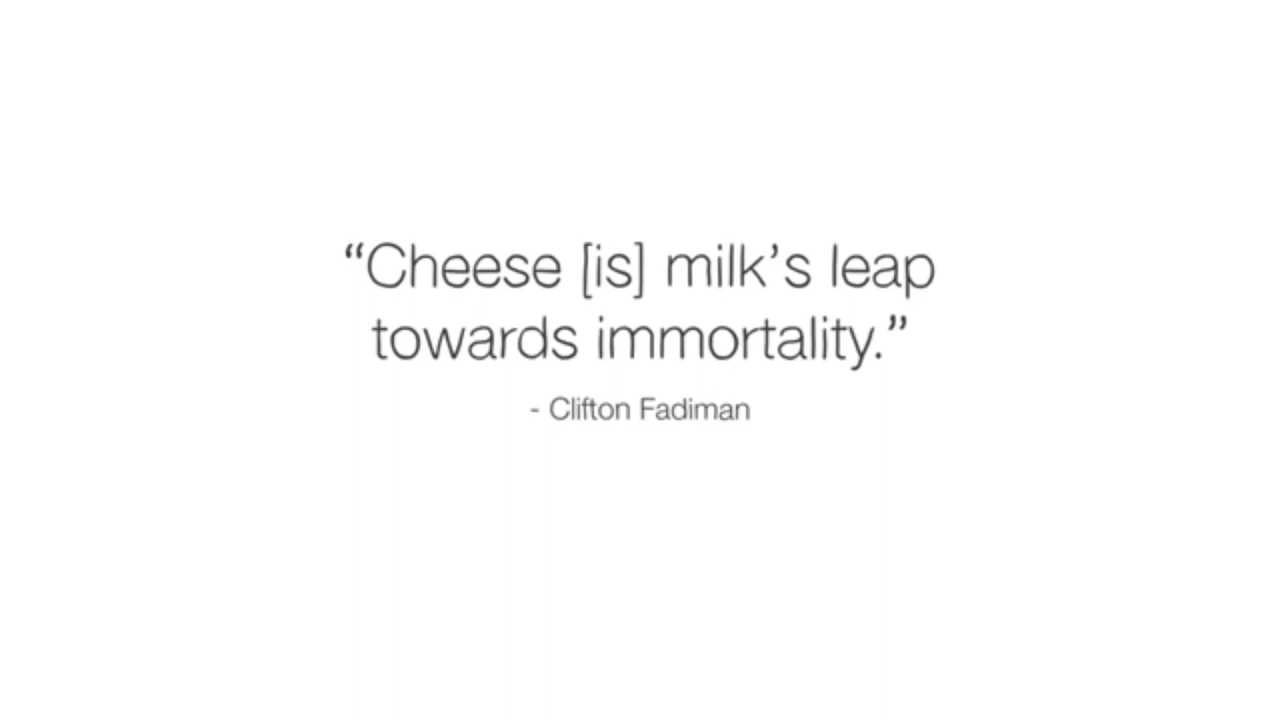 “Cheese [is] milk’s leap
towards immortality.”
- Clifton Fadiman